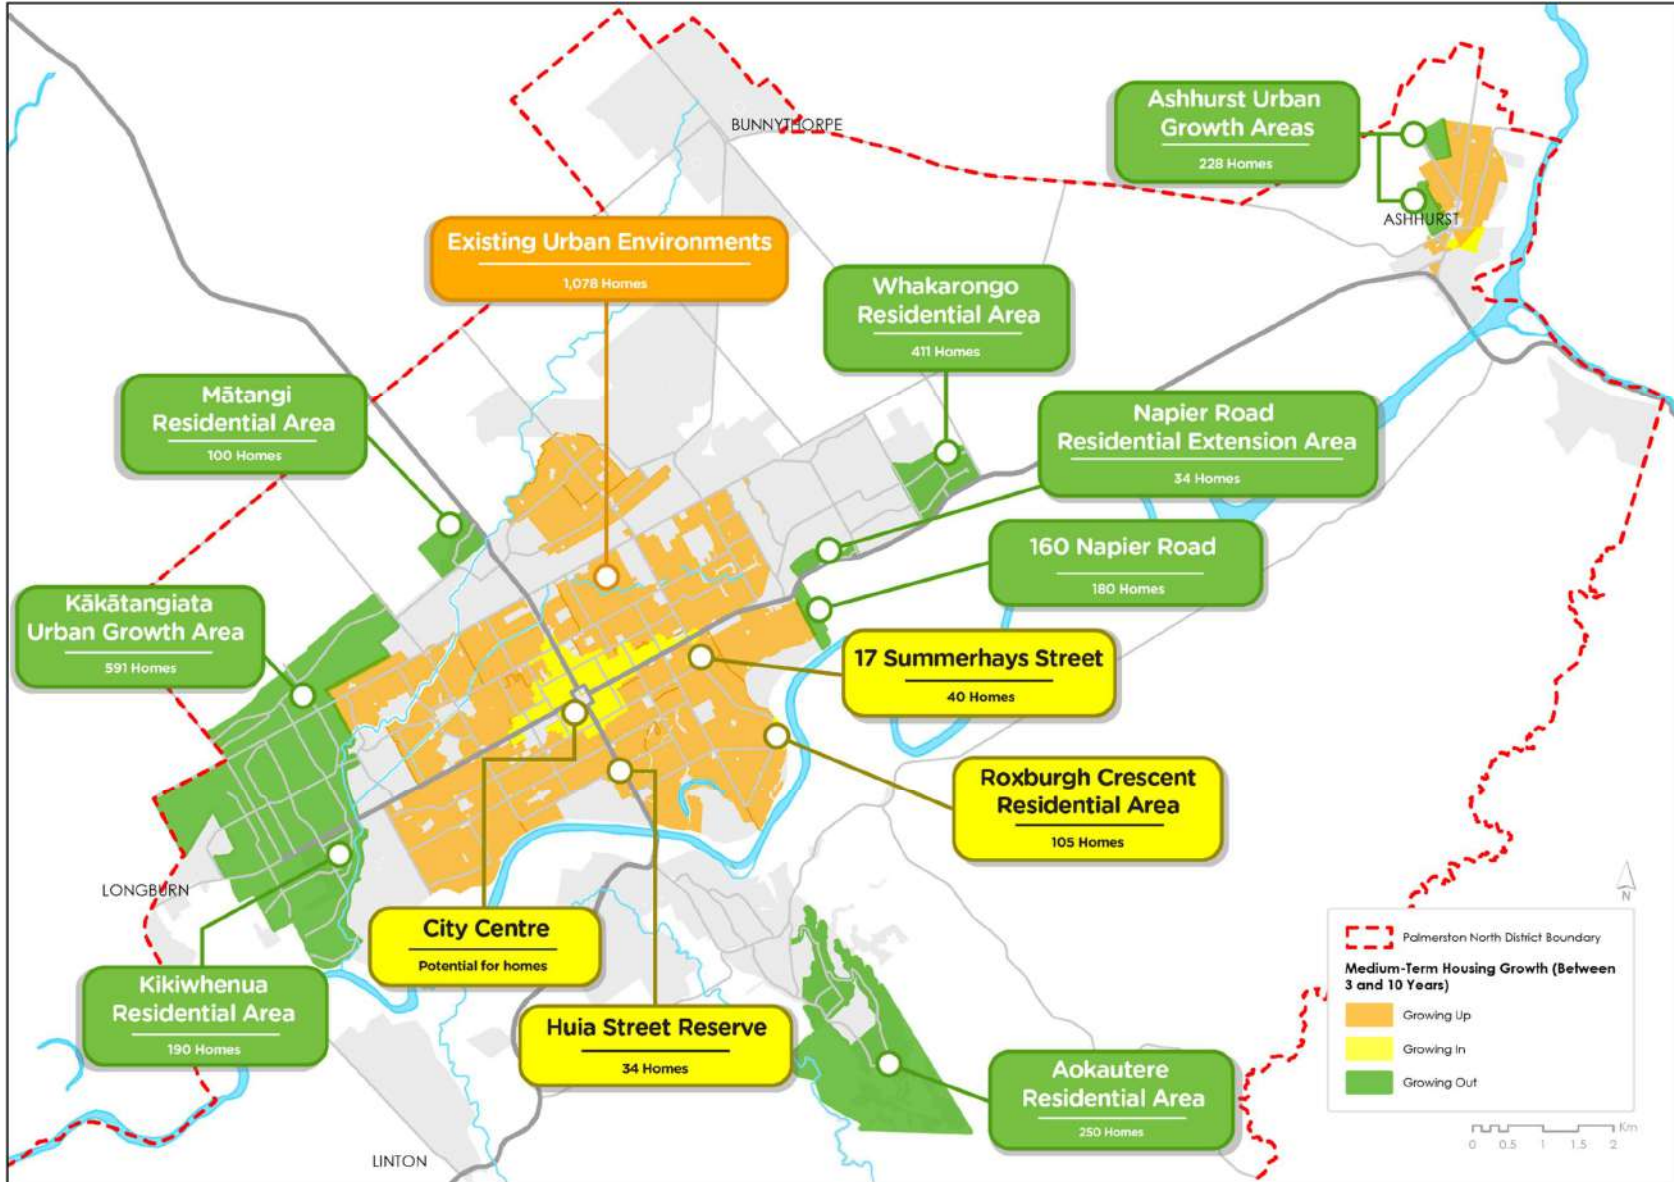 BUNNYTHORPE
Ashhurst Urban
Growth Areas
228 Homes
ASHHURST
Existing Urban Environments
1,078 Homes
Whakarongo
Residential Area
411 Homes
Mātangi
Residential Area
100 Homes
Napier Road
Residential Extension Area
34 Homes
160 Napier Road
180 Homes
Kākātangiata
Urban Growth Area
591 Homes
17 Summerhays Street
40 Homes
Roxburgh Crescent
Residential Area
105 Homes
LONGBURN
City Centre
Potential for homes
Kikiwhenua
Residential Area
190 Homes
Huia Street Reserve
34 Homes
Aokautere
Residential Area
250 Homes
LINTON
N
Palmerston North District Boundary
Medium-Term Housing Growth (Between
3 and 10 Years)
Growing Up
Growing In
Growing Out
Km
0 0.5 1 1.5 2